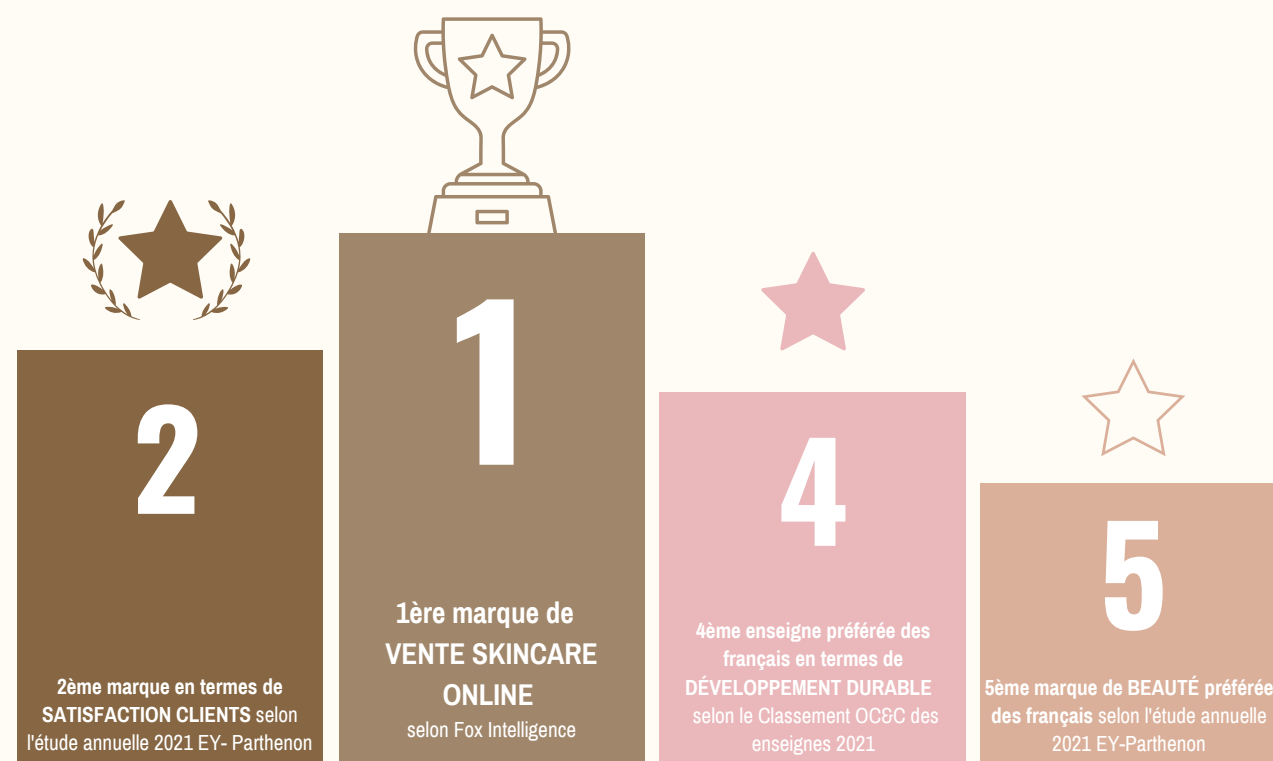 2
2ème marque en termes de
SATISFACTION CLIENTS selon
l'étude annuelle 2021 EY- Parthenon
1
1ère marque de
VENTE SKINCARE
ONLINE
selon Fox Intelligence
4
4ème enseigne préférée des
français en termes de
DÉVELOPPEMENT DURABLE
selon le Classement OC&C des
enseignes 2021
5
5ème marque de BEAUTÉ préférée
des français selon l'étude annuelle
2021 EY-Parthenon